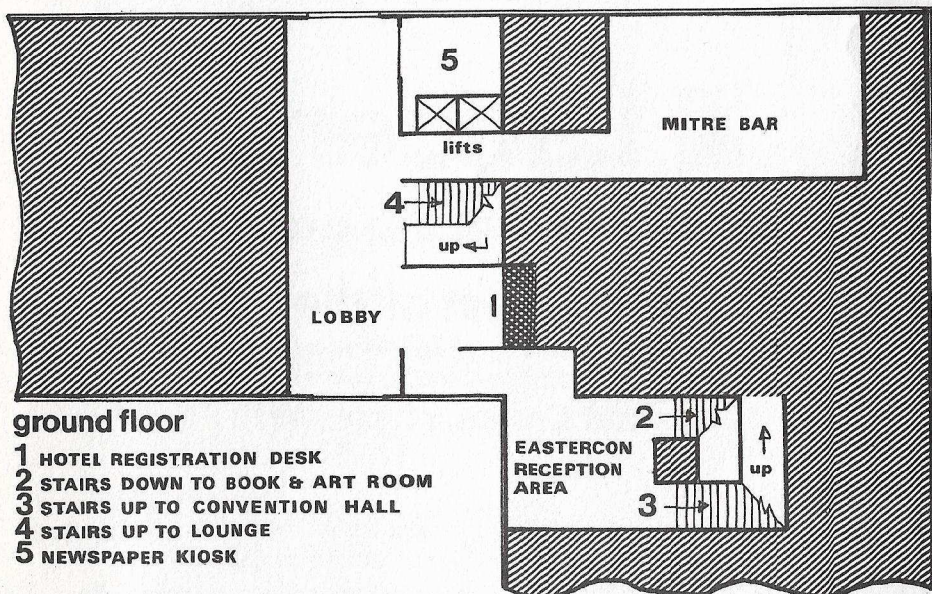 5
lifts
MITRE BAR
4
up
LOBBY
1
2
EASTERCON
RECEPTION
AREA
up
3
ground floor
1 HOTEL REGISTRATION DESK
2 STAIRS DOWN TO BOOK & ART ROOM
3 STAIRS UP TO CONVENTION HALL
4 STAIRS UP TO LOUNGE
5 NEWSPAPER KIOSK